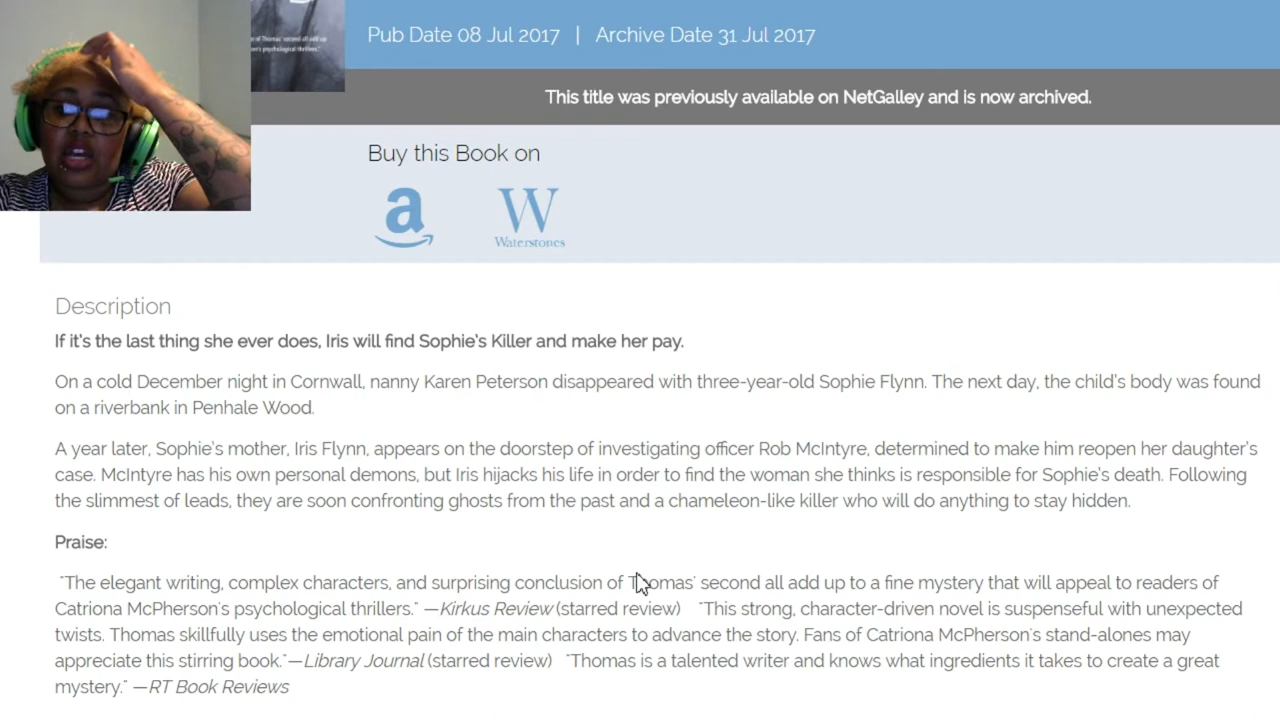 of Thomas' second all add up
n's psychological thrillers."
Pub Date 08 Jul 2017 | Archive Date 31 Jul 2017
This title was previously available on NetGalley and is now archived.
Buy this Book on
a
W
Waterstones
Description
If it's the last thing she ever does, Iris will find Sophie's Killer and make her pay.
On a cold December night in Cornwall, nanny Karen Peterson disappeared with three-year-old Sophie Flynn. The next day, the child's body was found
on a riverbank in Penhale Wood.
A year later, Sophie's mother, Iris Flynn, appears on the doorstep of investigating officer Rob McIntyre, determined to make him reopen her daughter's
case. McIntyre has his own personal demons, but Iris hijacks his life in order to find the woman she thinks is responsible for Sophie's death. Following
the slimmest of leads, they are soon confronting ghosts from the past and a chameleon-like killer who will do anything to stay hidden.
Praise:
"The elegant writing, complex characters, and surprising conclusion of Thomas' second all add up to a fine mystery that will appeal to readers of
Catriona McPherson's psychological thrillers." —Kirkus Review (starred review) "This strong, character-driven novel is suspenseful with unexpected
twists. Thomas skillfully uses the emotional pain of the main characters to advance the story. Fans of Catriona McPherson's stand-alones may
appreciate this stirring book."—Library Journal (starred review) "Thomas is a talented writer and knows what ingredients it takes to create a great
mystery." —RT Book Reviews